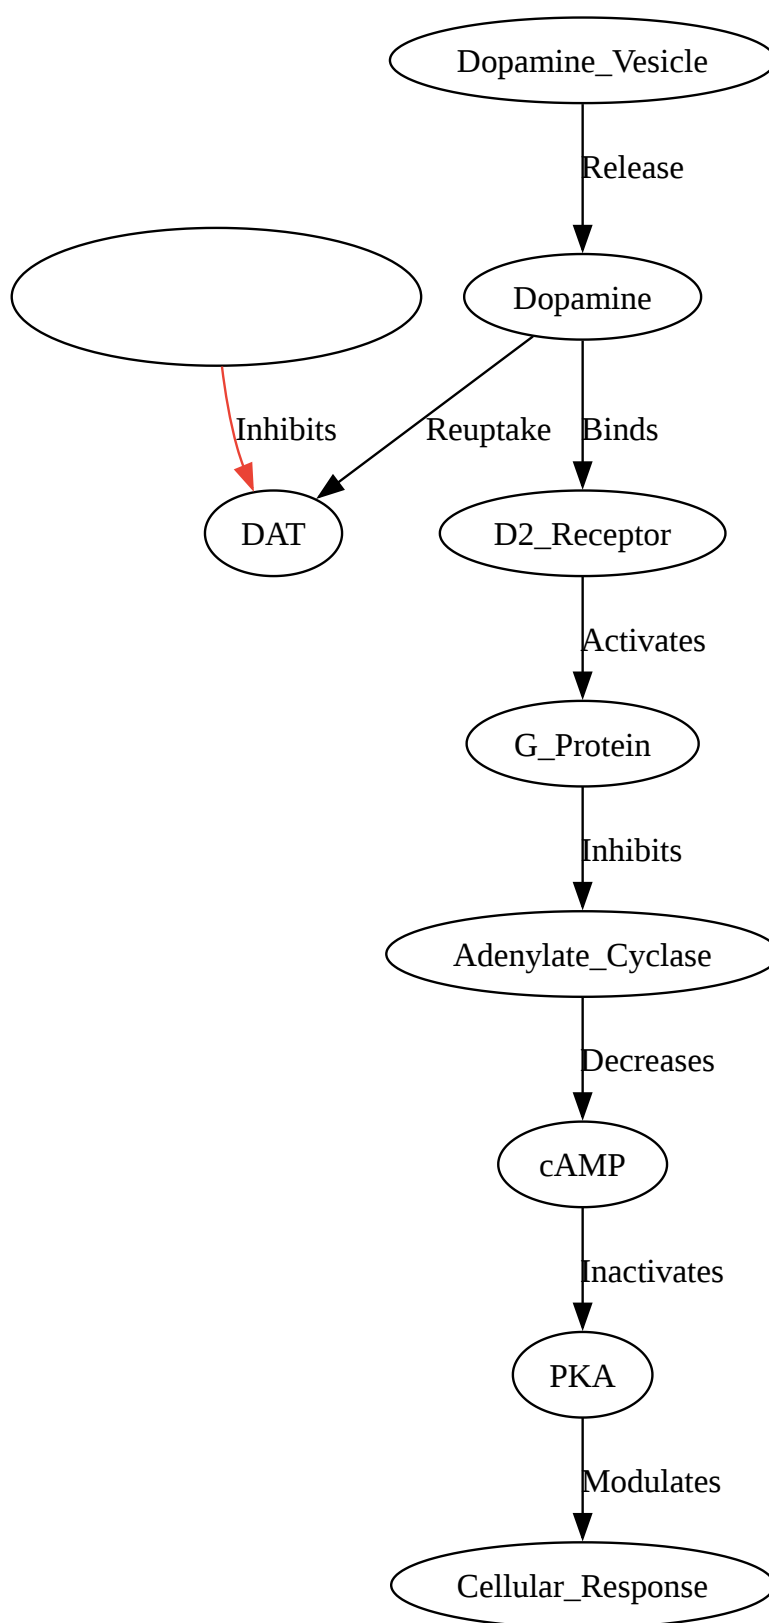 Dopamine_Vesicle
Release
Dopamine
Inhibits
Reuptake
Binds
DAT
D2_Receptor
Activates
G_Protein
Inhibits
Adenylate_Cyclase
Decreases
cAMP
Inactivates
PKA
Modulates
Cellular_Response